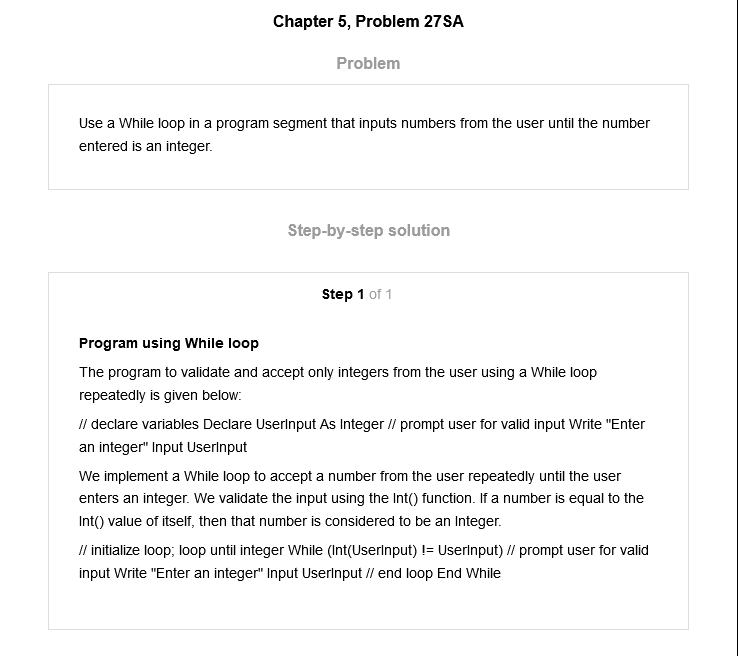 Chapter 5, Problem 27SA
Problem
Use a While loop in a program segment that inputs numbers from the user until the number
entered is an integer.
Step-by-step solution
Step 1 of 1
Program using While loop
The program to validate and accept only integers from the user using a While loop
repeatedly is given below:
// declare variables Declare UserInput As Integer // prompt user for valid input Write "Enter
an integer" Input UserInput
We implement a While loop to accept a number from the user repeatedly until the user
enters an integer. We validate the input using the Int() function. If a number is equal to the
Int() value of itself, then that number is considered to be an Integer.
// initialize loop; loop until integer While (Int(UserInput) != UserInput) // prompt user for valid
input Write "Enter an integer" Input UserInput // end loop End While